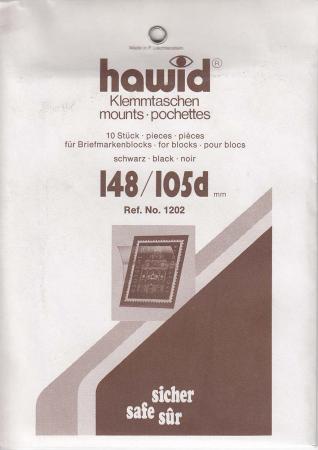 hawid®
Klemmtaschen
mounts · pochettes
10 Stück · pieces · pièces
für Briefmarkenblocks · for blocks · pour blocs
schwarz · black · noir
148/105d mm
Ref. No. 1202
sicher
safe sûr